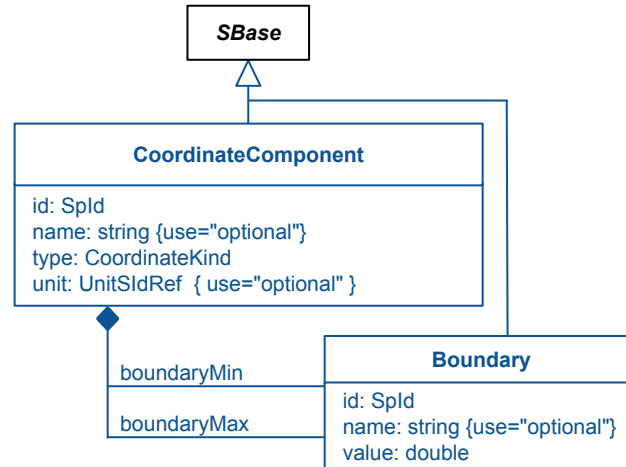 SBase
CoordinateComponent
id: SpId
name: string {use="optional"}
type: CoordinateKind
unit: UnitSIdRef { use="optional" }
boundaryMin
boundaryMax
Boundary
id: SpId
name: string {use="optional"}
value: double